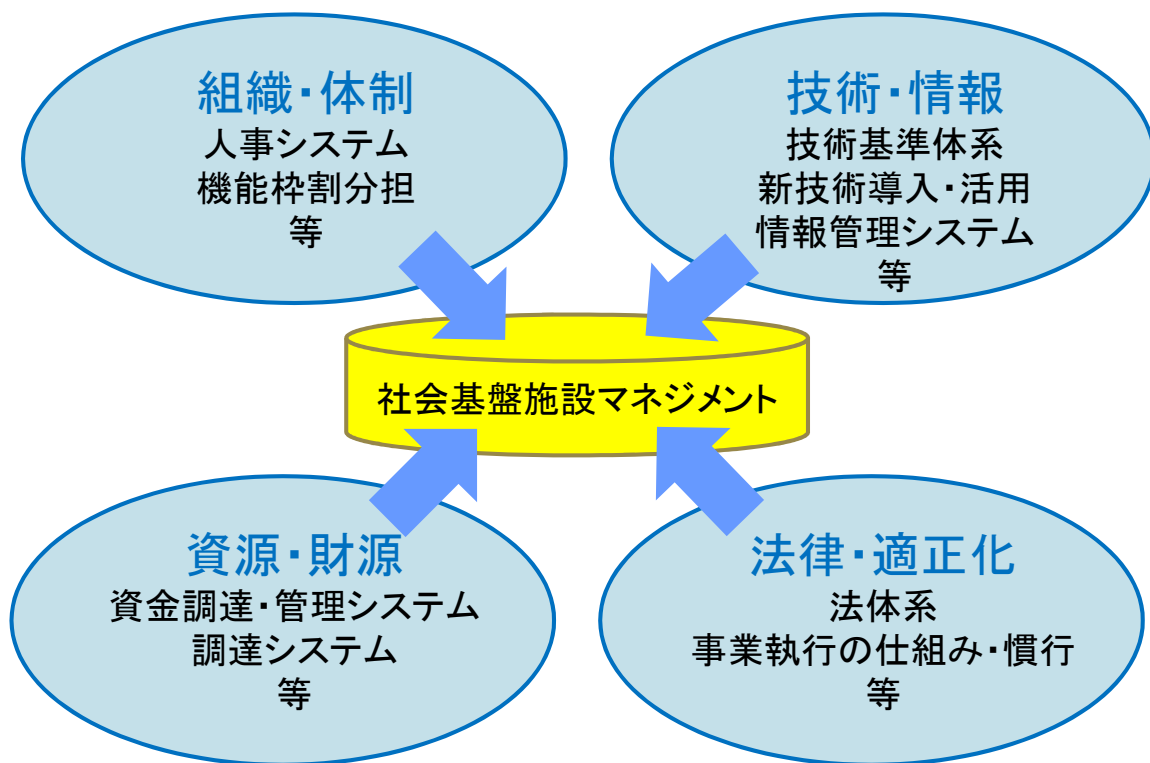 組織・体制
人事システム
機能枠割分担
等
技術・情報
技術基準体系
新技術導入・活用
情報管理システム
等
社会基盤施設マネジメント
資源・財源
資金調達・管理システム
調達システム
等
法律・適正化
法体系
事業執行の仕組み・慣行
等